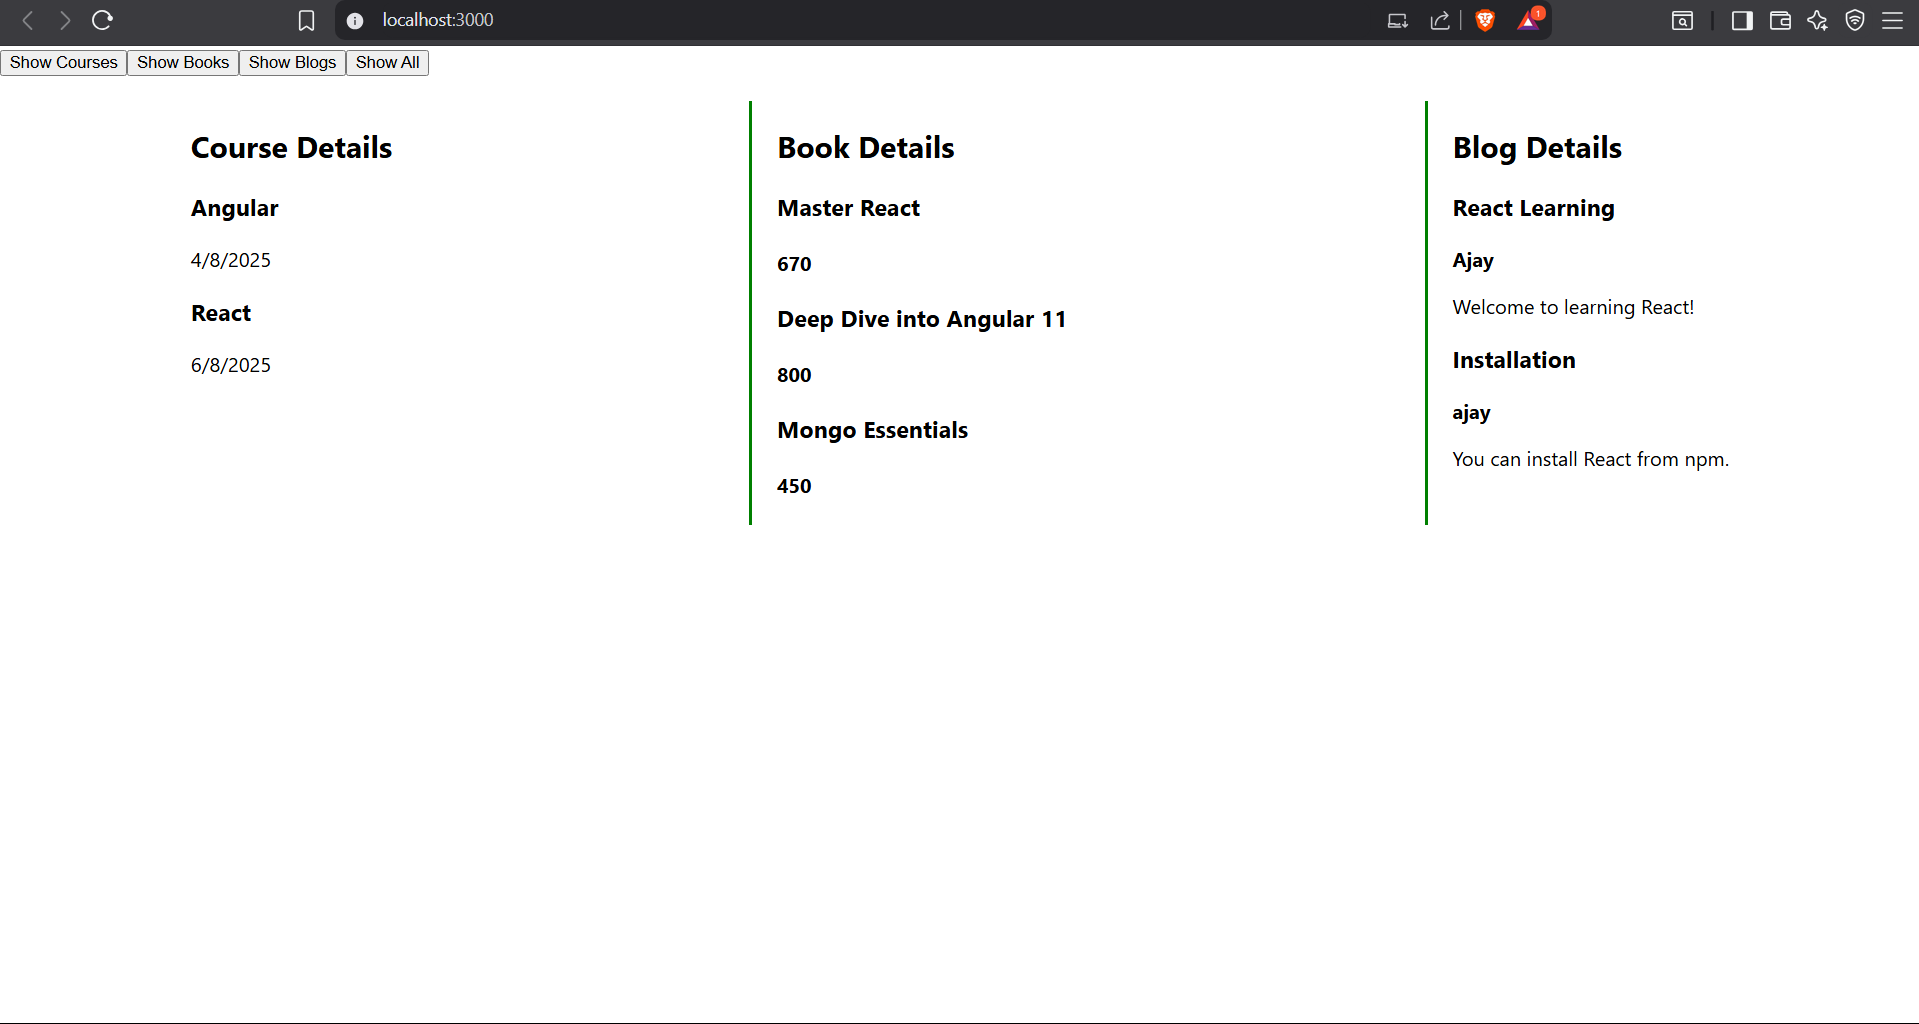 localhost:3000
1
Show Courses Show Books Show Blogs Show All
Course Details
Angular
4/8/2025
React
6/8/2025
Book Details
Master React
670
Deep Dive into Angular 11
800
Mongo Essentials
450
Blog Details
React Learning
Ajay
Welcome to learning React!
Installation
ajay
You can install React from npm.